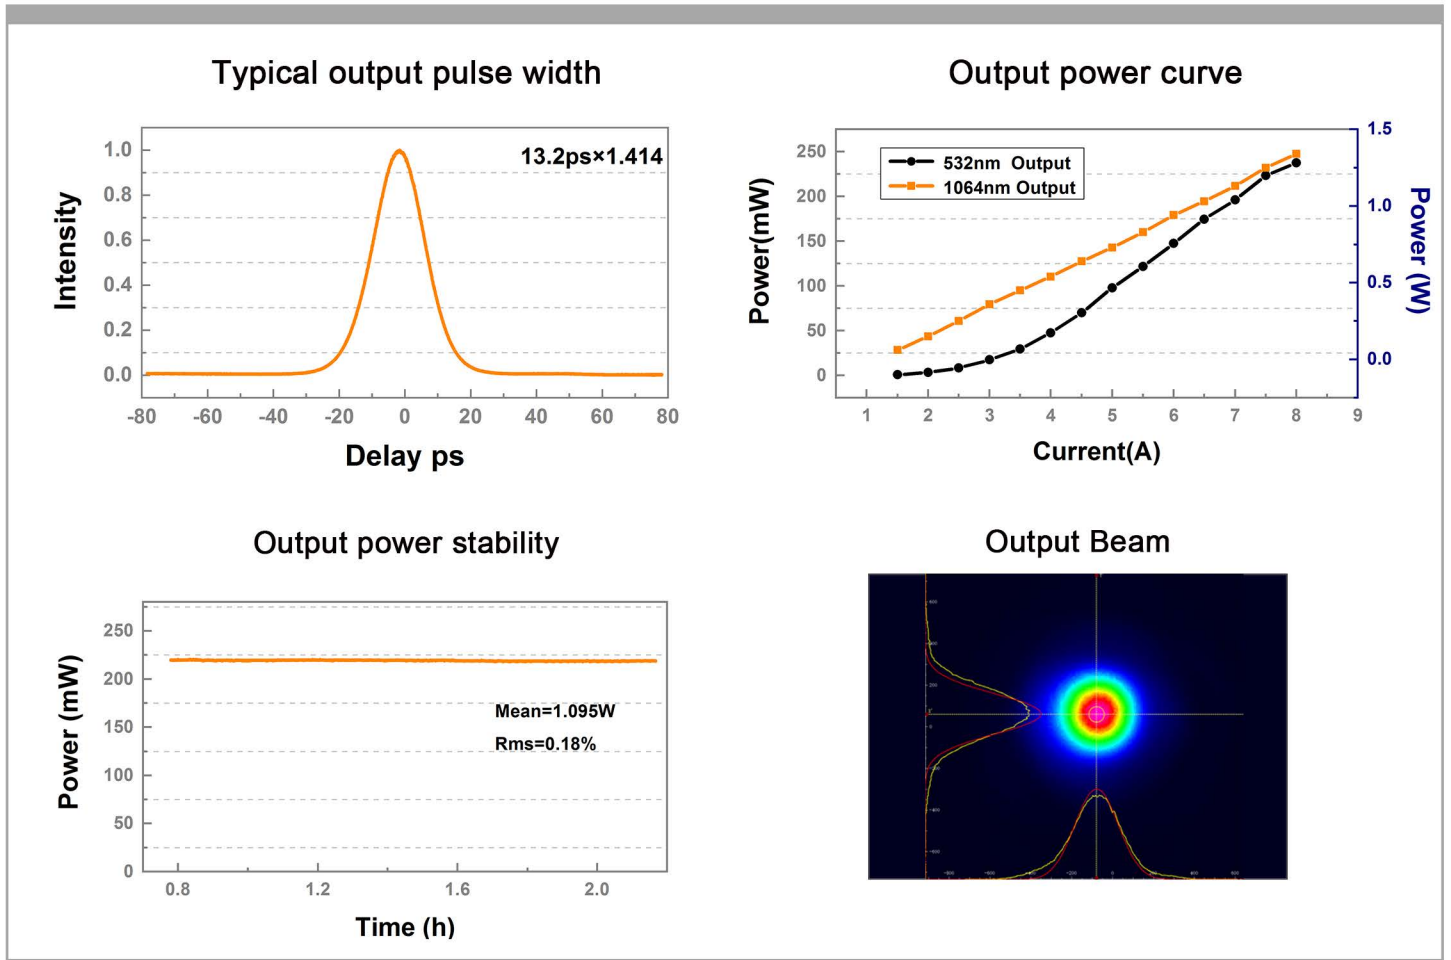 Typical output pulse width
Output power curve
13.2ps×1.414
Intensity
1.0
0.8
0.6
0.4
0.2
0.0
-80 -60 -40 -20 0 20 40 60 80
Delay ps
532nm Output
1064nm Output
Power(mW)
250
200
150
100
50
0
1.5
1.0
0.5
0.0
Power (W)
1 2 3 4 5 6 7 8 9
Current(A)
Output power stability
Output Beam
Power (mW)
250
200
150
100
50
0
Mean=1.095W
Rms=0.18%
0.8 1.2 1.6 2.0
Time (h)